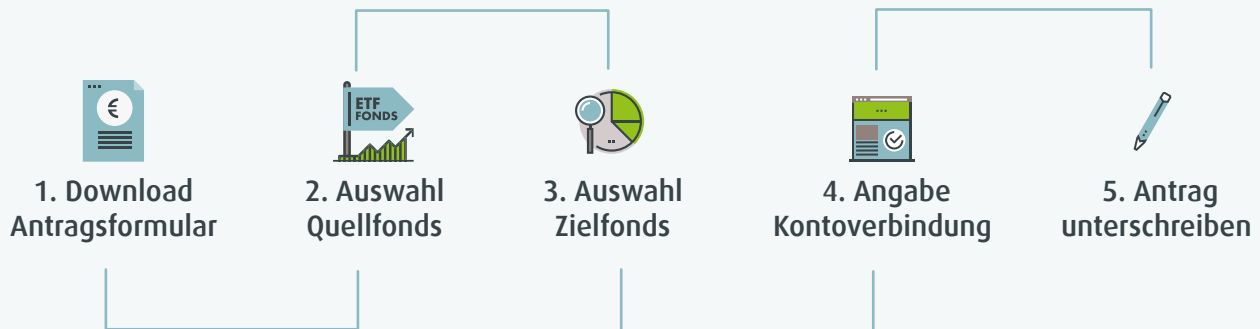 ETF
FONDS
1. Download
Antragsformular
2. Auswahl
Quellfonds
3. Auswahl
Zielfonds
4. Angabe
Kontoverbindung
5. Antrag
unterschreiben